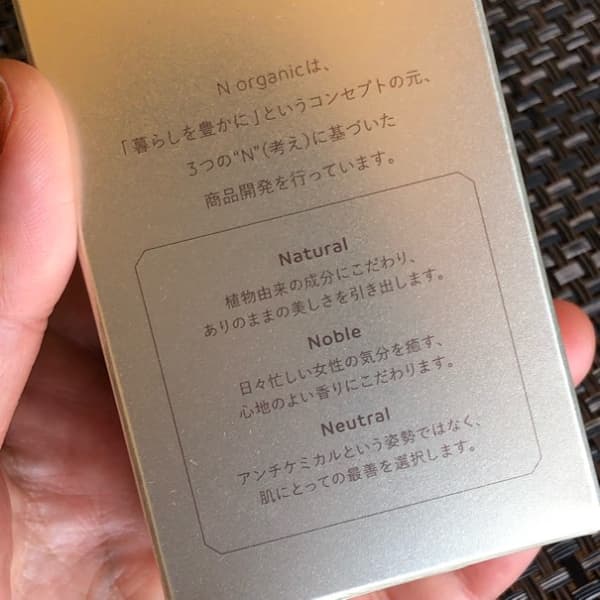 N organicは、
「暮らしを豊かに」というコンセプトの元、
3つの“N”(考え)に基づいた
商品開発を行っています。
Natural
植物由来の成分にこだわり、
ありのままの美しさを引き出します。
Noble
日々忙しい女性の気分を癒す、
心地のよい香りにこだわります。
Neutral
アンチケミカルという姿勢ではなく、
肌にとっての最善を選択します。